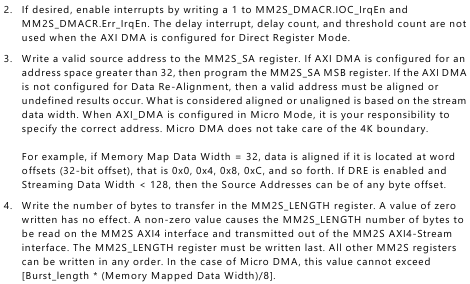 2. If desired, enable interrupts by writing a 1 to MM2S_DMACR.IOC_IrqEn and
MM2S_DMACR.Err_IrqEn. The delay interrupt, delay count, and threshold count are not
used when the AXI DMA is configured for Direct Register Mode.
3. Write a valid source address to the MM2S_SA register. If AXI DMA is configured for an
address space greater than 32, then program the MM2S_SA MSB register. If the AXI DMA
is not configured for Data Re-Alignment, then a valid address must be aligned or
undefined results occur. What is considered aligned or unaligned is based on the stream
data width. When AXI_DMA is configured in Micro Mode, it is your responsibility to
specify the correct address. Micro DMA does not take care of the 4K boundary.
For example, if Memory Map Data Width = 32, data is aligned if it is located at word
offsets (32-bit offset), that is 0x0, 0x4, 0x8, 0xC, and so forth. If DRE is enabled and
Streaming Data Width < 128, then the Source Addresses can be of any byte offset.
4. Write the number of bytes to transfer in the MM2S_LENGTH register. A value of zero
written has no effect. A non-zero value causes the MM2S_LENGTH number of bytes to
be read on the MM2S AXI4 interface and transmitted out of the MM2S AXI4-Stream
interface. The MM2S_LENGTH register must be written last. All other MM2S registers
can be written in any order. In the case of Micro DMA, this value cannot exceed
[Burst_length * (Memory Mapped Data Width)/8].